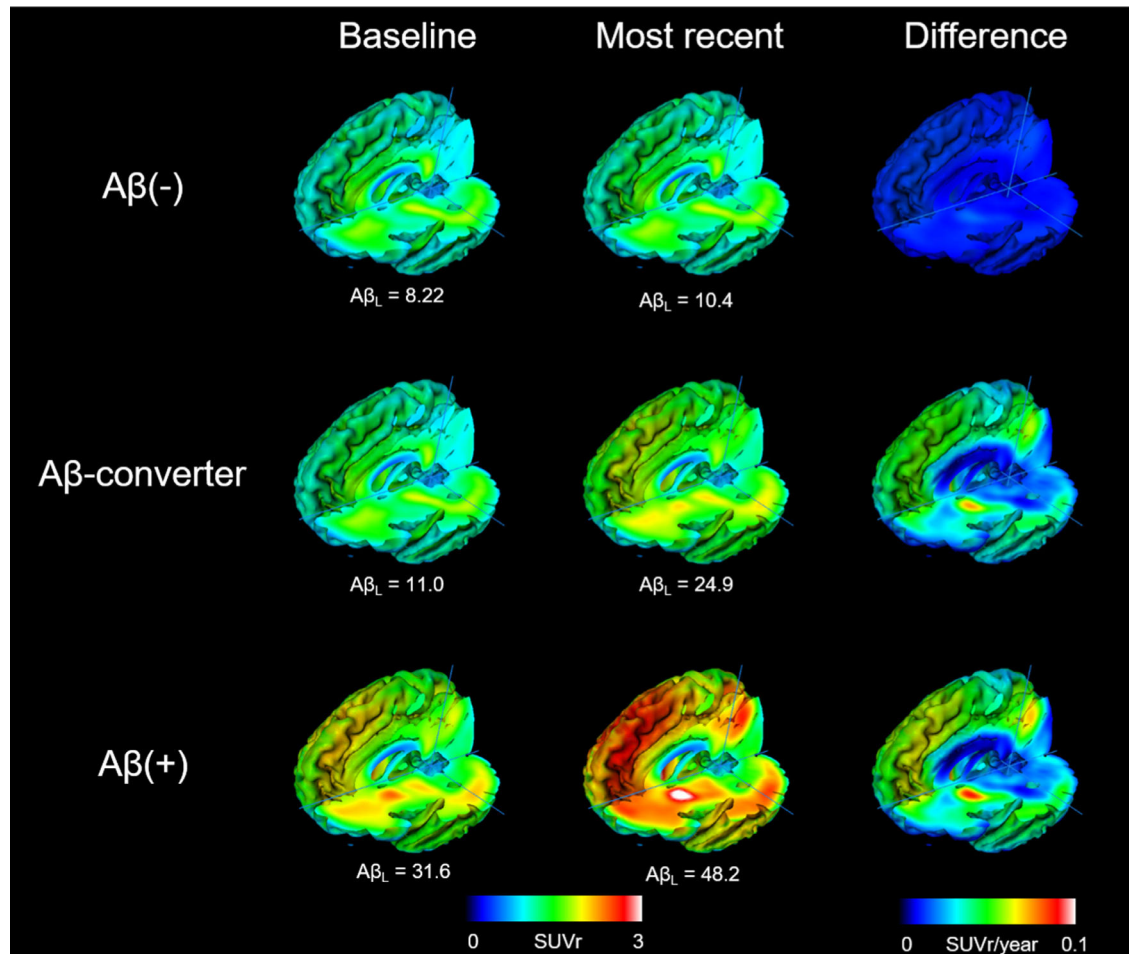 Baseline Most recent Difference
Aβ(-)
Aβ_L = 8.22 Aβ_L = 10.4
Aβ-converter
Aβ_L = 11.0 Aβ_L = 24.9
Aβ(+)
Aβ_L = 31.6 Aβ_L = 48.2
0 SUVr 3 0 SUVr/year 0.1